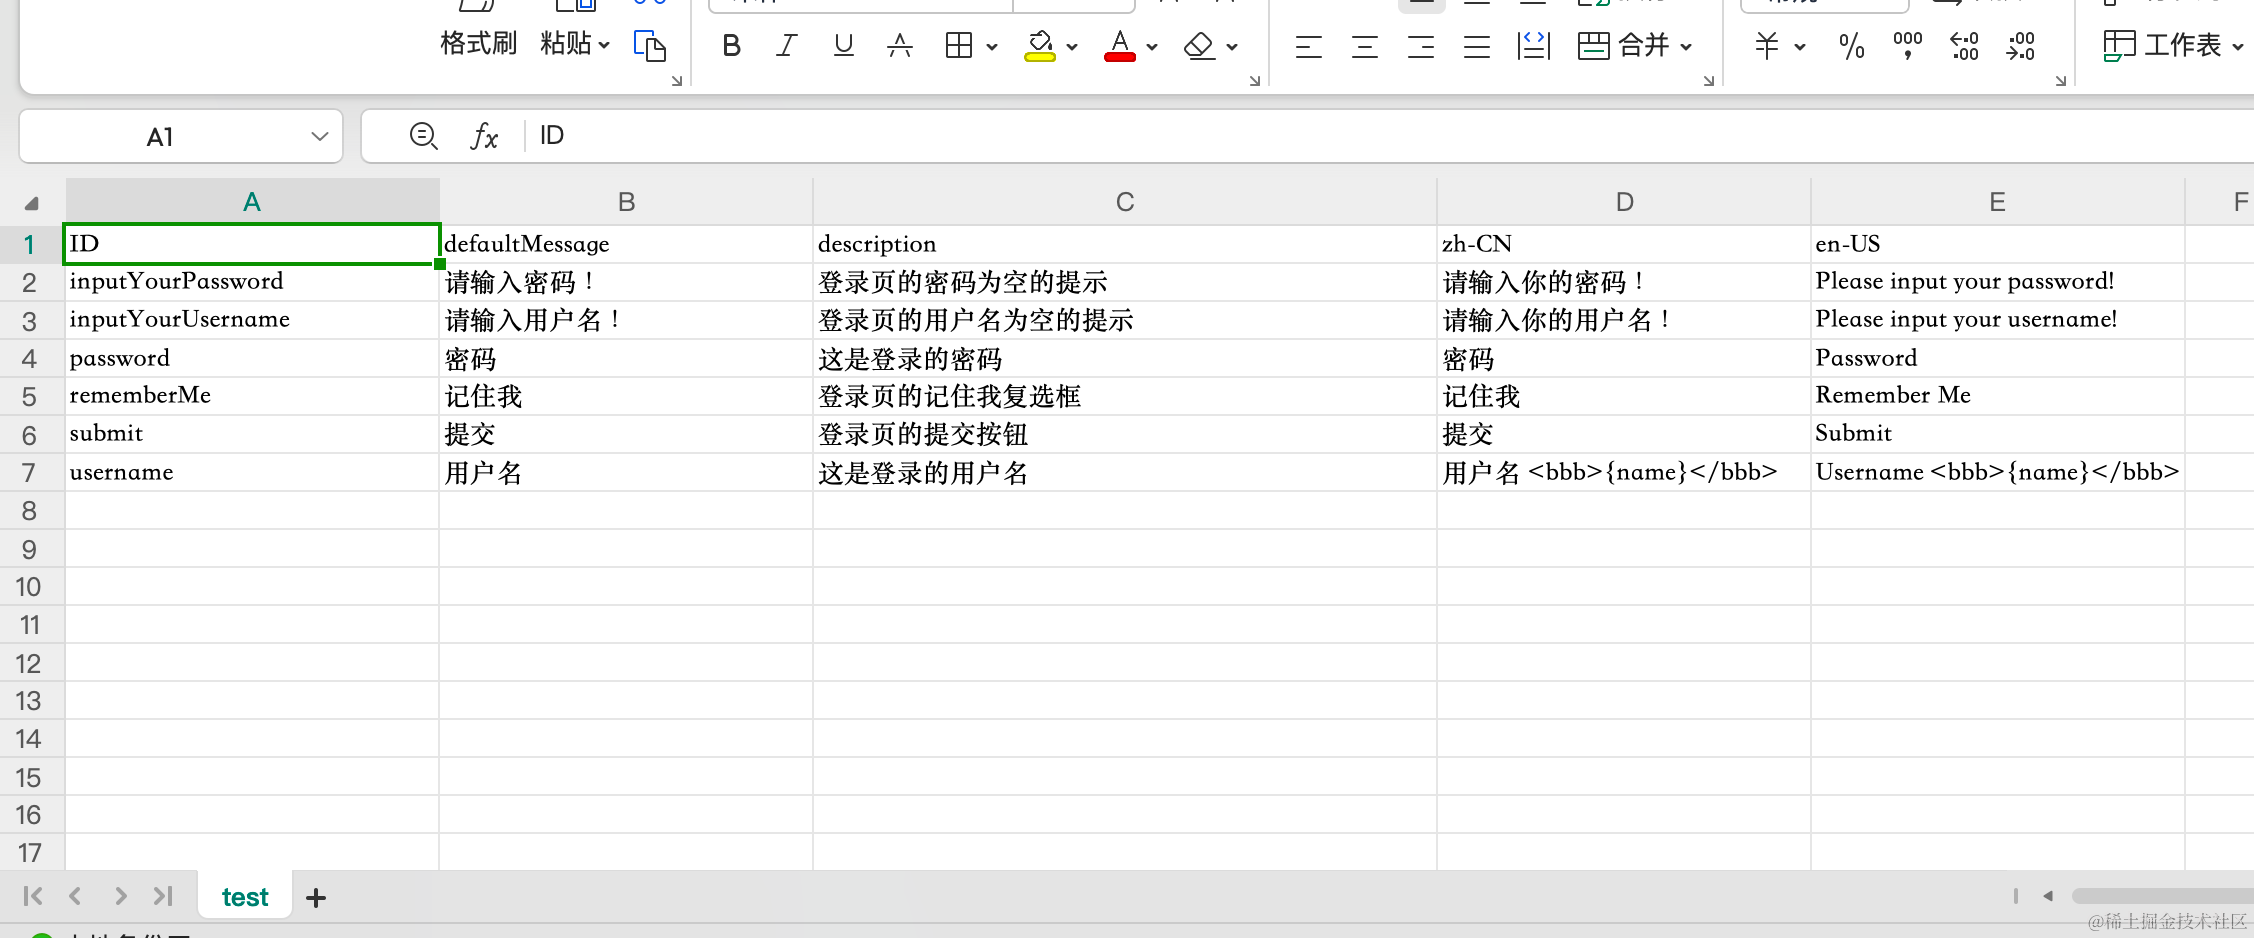 格式刷 粘贴 B I U A A 合并 % 000 .0 .00 .00 .0 工作表
A1 fx ID
A B C D E F
1 ID defaultMessage description zh-CN en-US
2 inputYourPassword 请输入密码！ 登录页的密码为空的提示 请输入你的密码！ Please input your password!
3 inputYourUsername 请输入用户名！ 登录页的用户名为空的提示 请输入你的用户名！ Please input your username!
4 password 密码 这是登录的密码 密码 Password
5 rememberMe 记住我 登录页的记住我复选框 记住我 Remember Me
6 submit 提交 登录页的提交按钮 提交 Submit
7 username 用户名 这是登录的用户名 用户名 <bbb>{name}</bbb> Username <bbb>{name}</bbb>
8
9
10
11
12
13
14
15
16
17
test +
@稀土掘金技术社区